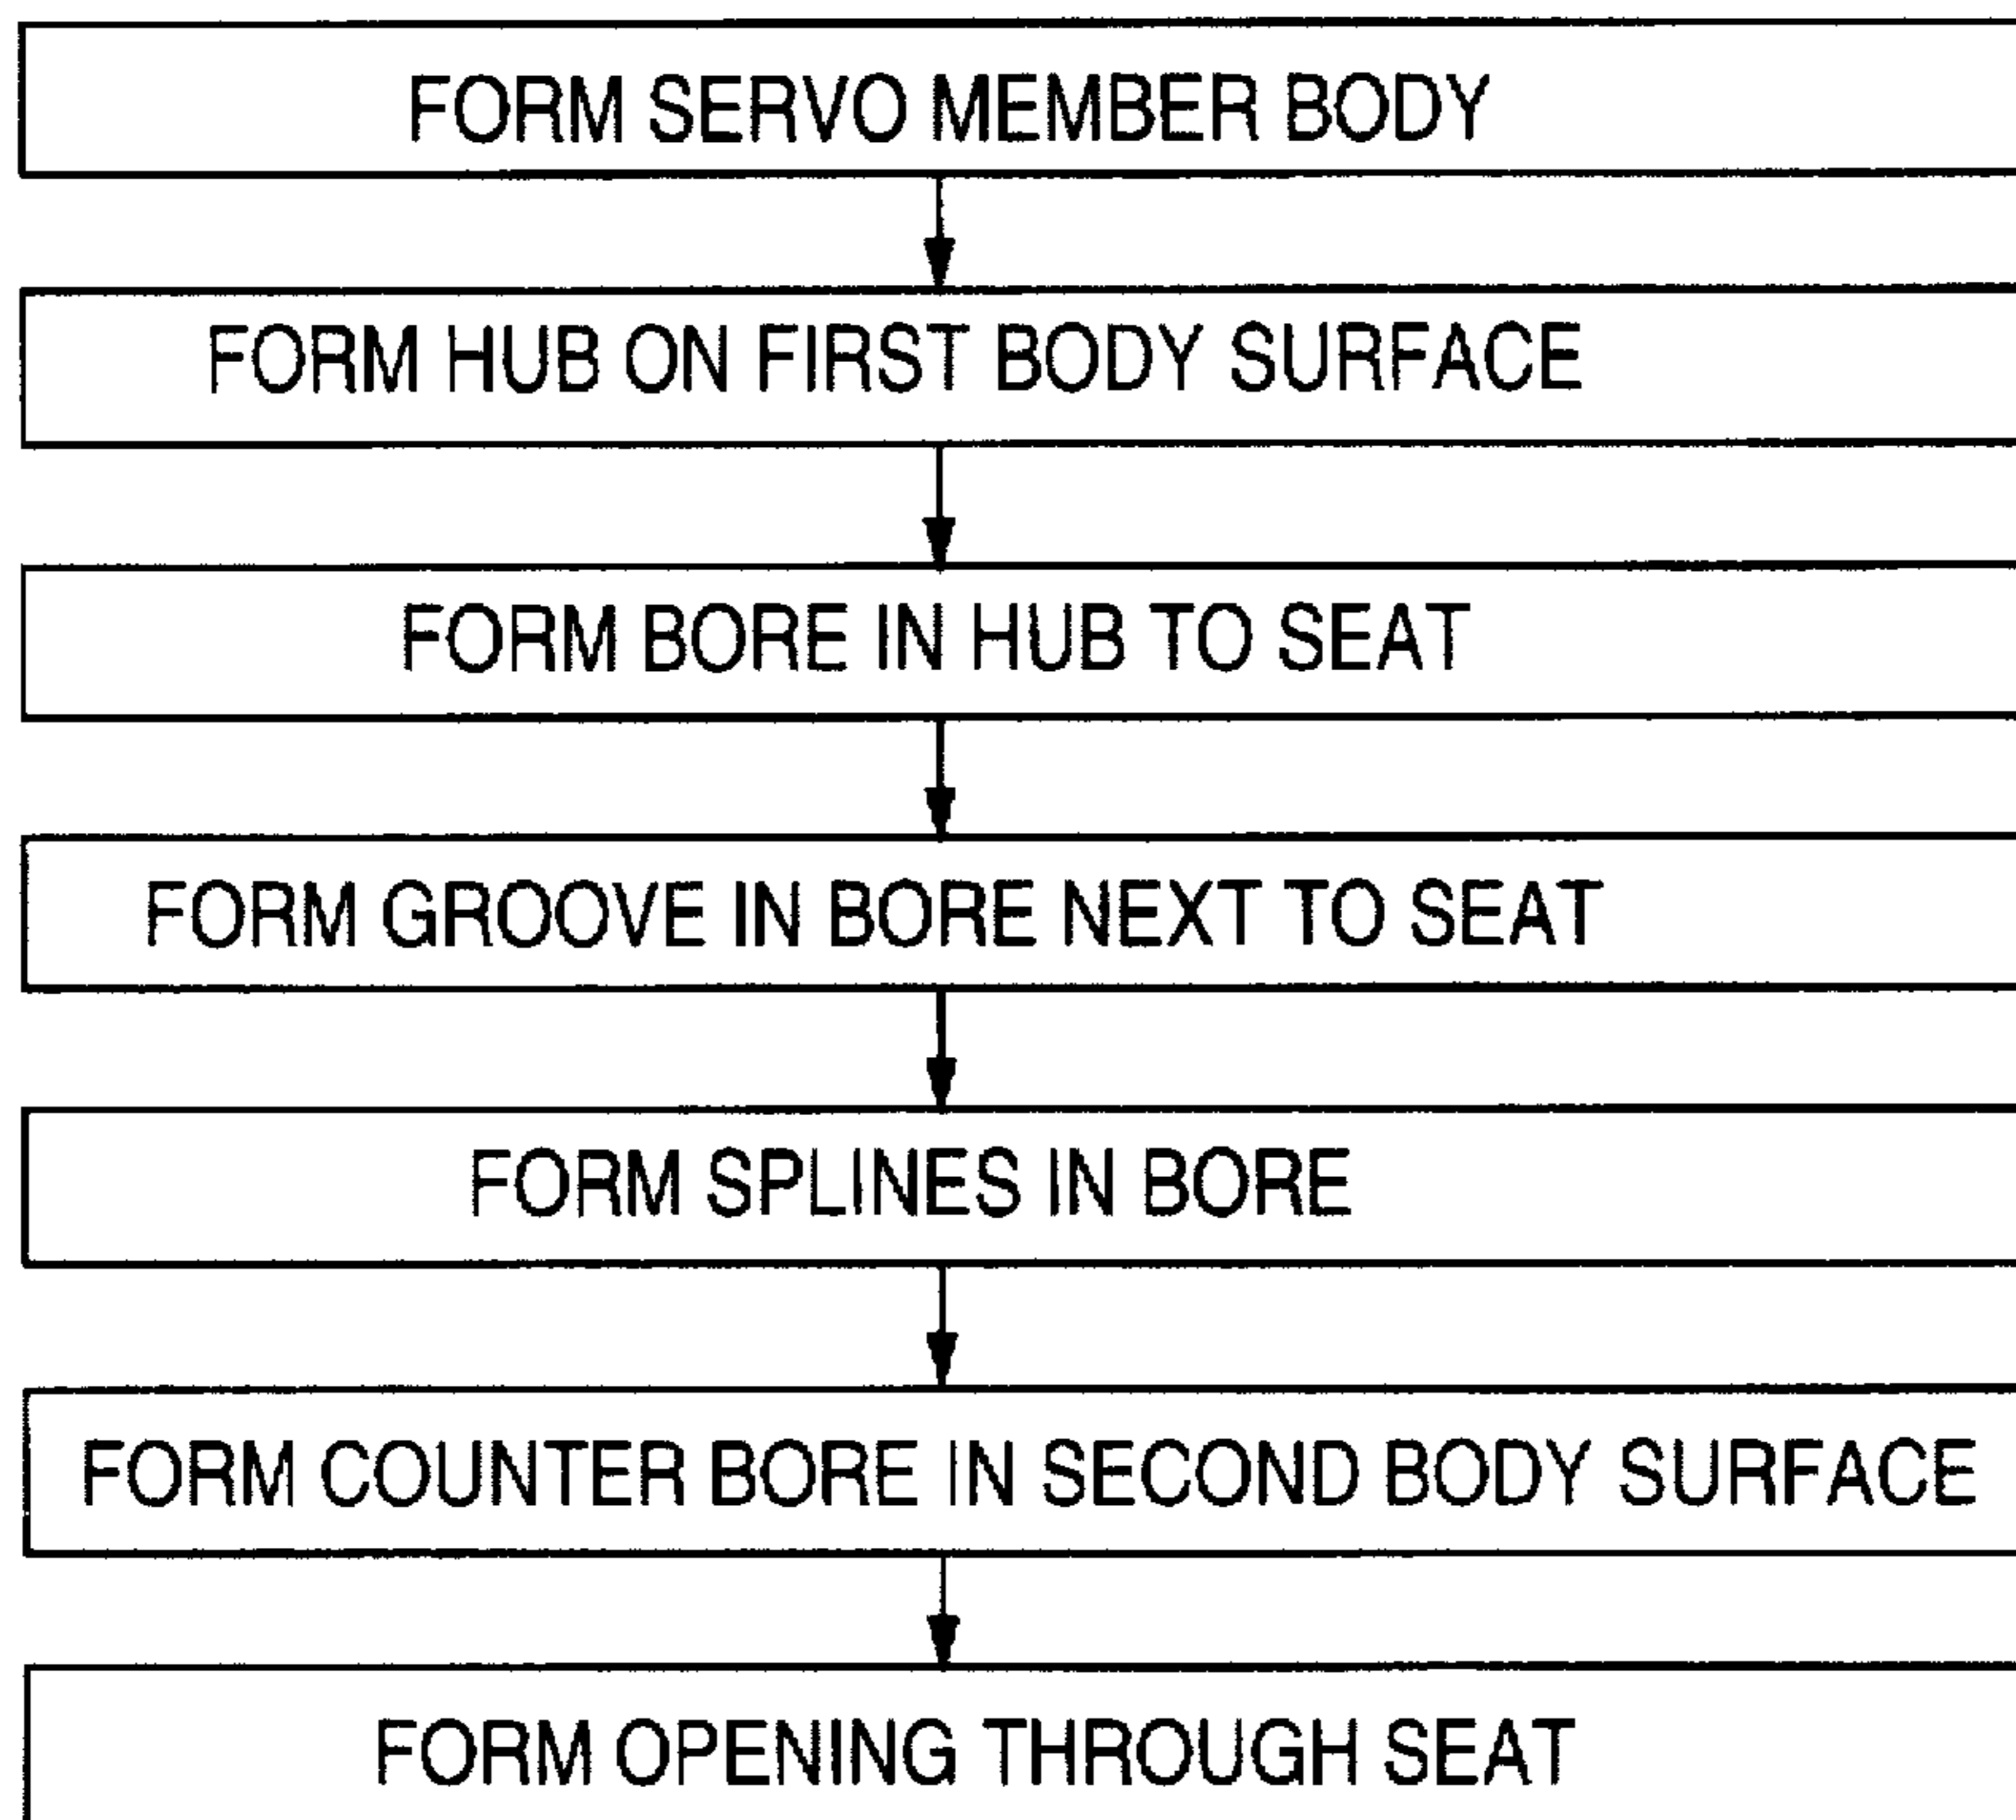 FORM SERVO MEMBER BODY
FORM HUB ON FIRST BODY SURFACE
FORM BORE IN HUB TO SEAT
FORM GROOVE IN BORE NEXT TO SEAT
FORM SPLINES IN BORE
FORM COUNTER BORE IN SECOND BODY SURFACE
FORM OPENING THROUGH SEAT